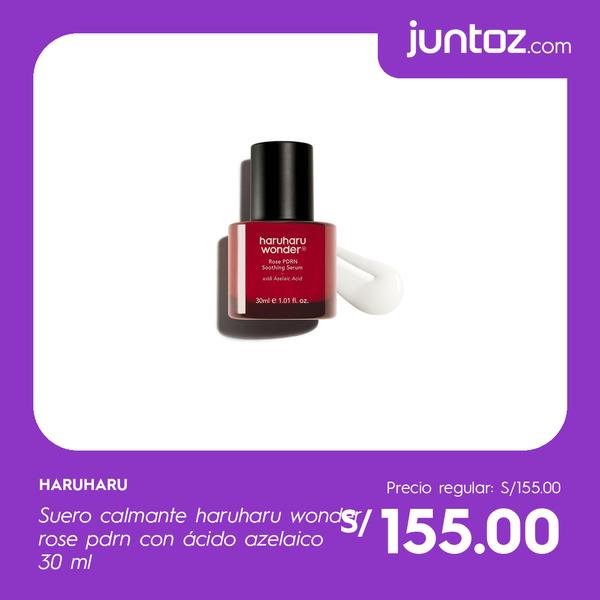 juntoz.com
haruharu
wonder®
Rose PDRN
Soothing Serum
with Azelaic Acid
30ml e 1.01 fl. oz.
HARUHARU
Precio regular: S/155.00
Suero calmante haruharu wonder
rose pdrn con ácido azelaico
30 ml
S/ 155.00